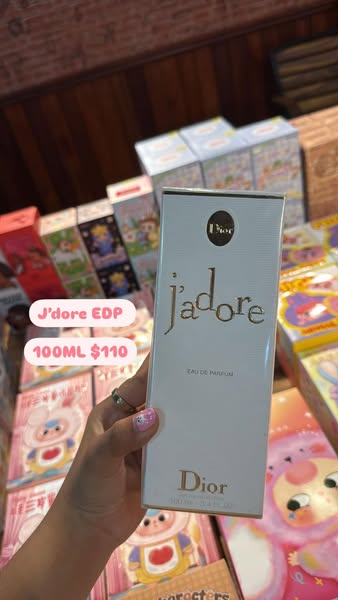 Dior
j'adore
EAU DE PARFUM
J'dore EDP
100ML $110
Dior